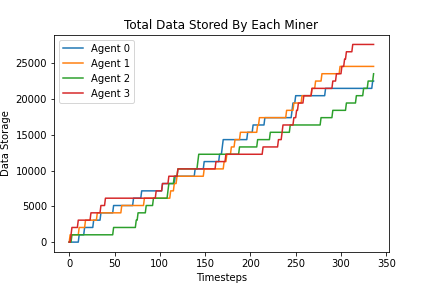 Total Data Stored By Each Miner
Agent 0
Agent 1
Agent 2
Agent 3
Data Storage
25000
20000
15000
10000
5000
0
0 50 100 150 200 250 300 350
Timesteps